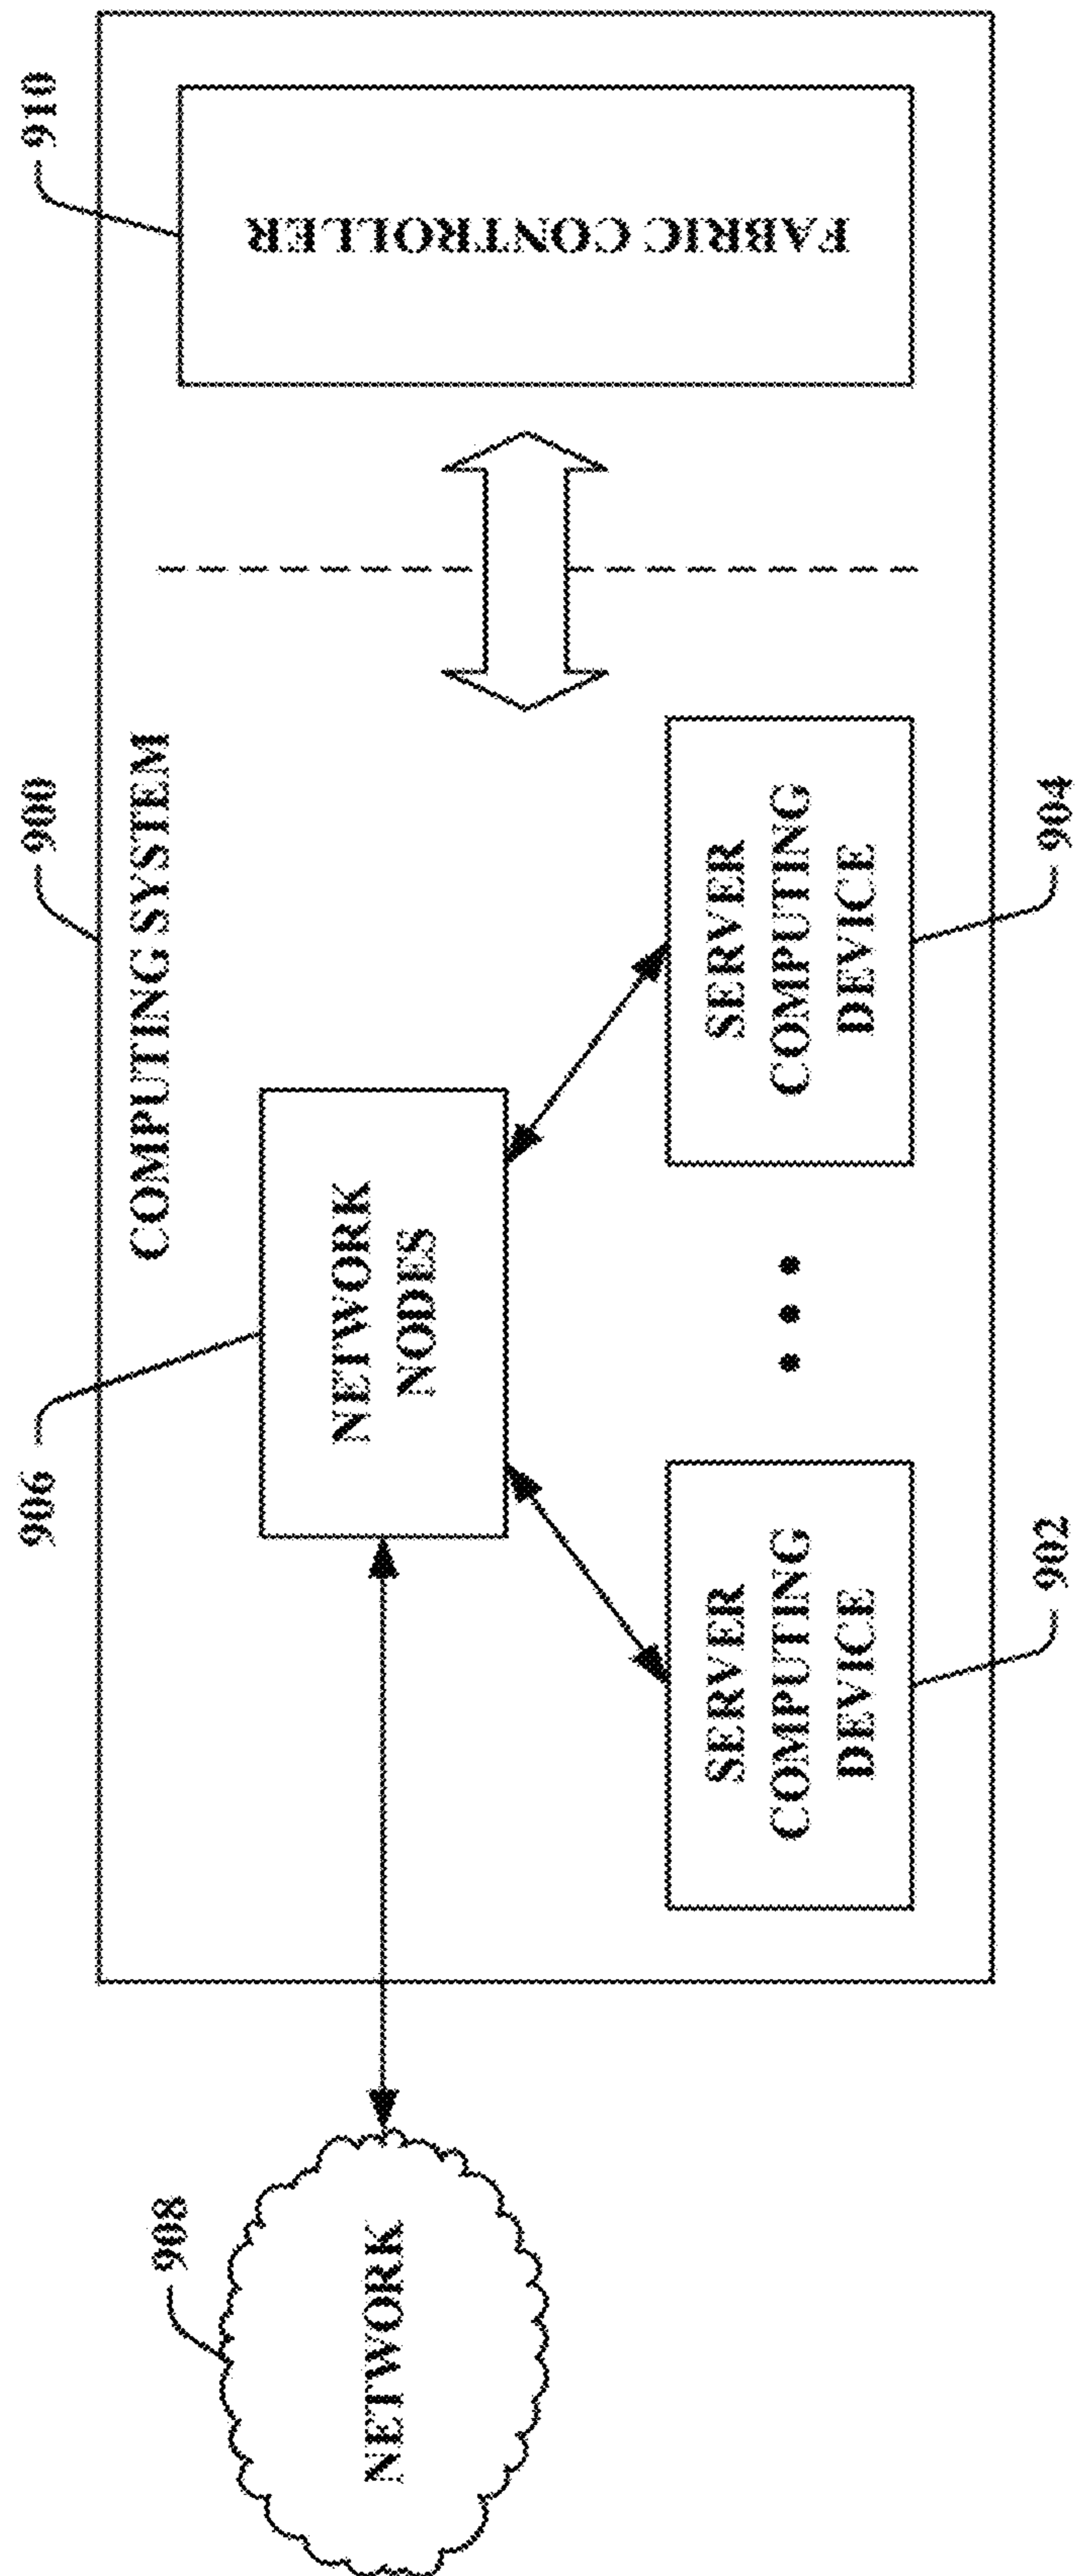 900
906
910
COMPUTING SYSTEM
908
NETWORK
NETWORK
NODES
FABRIC CONTROLLER
SERVER
COMPUTING
DEVICE
SERVER
COMPUTING
DEVICE
902
904